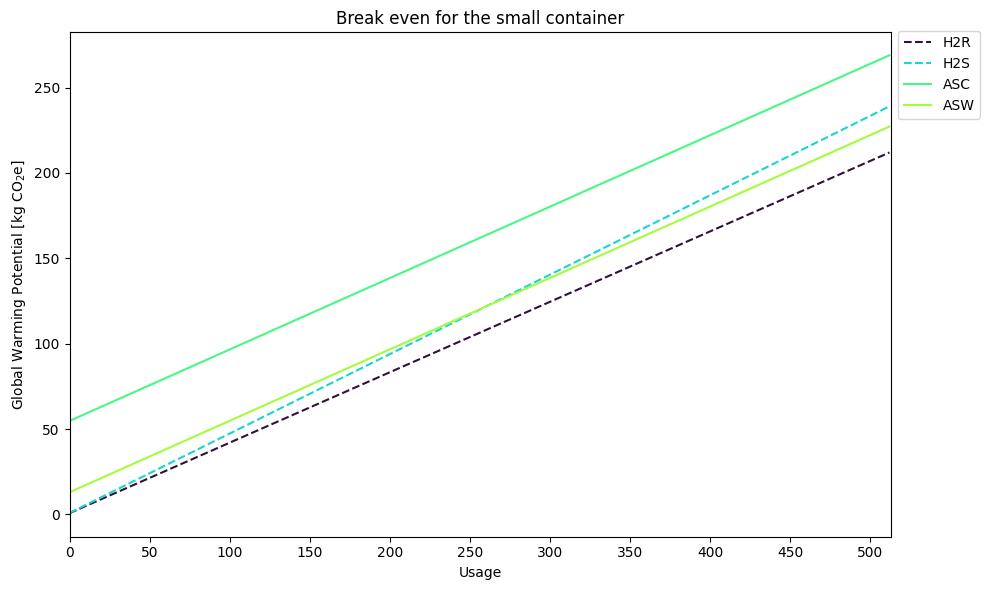 Break even for the small container
H2R
H2S
ASC
ASW
Global Warming Potential [kg CO₂e]
250
200
150
100
50
0
0 50 100 150 200 250 300 350 400 450 500
Usage